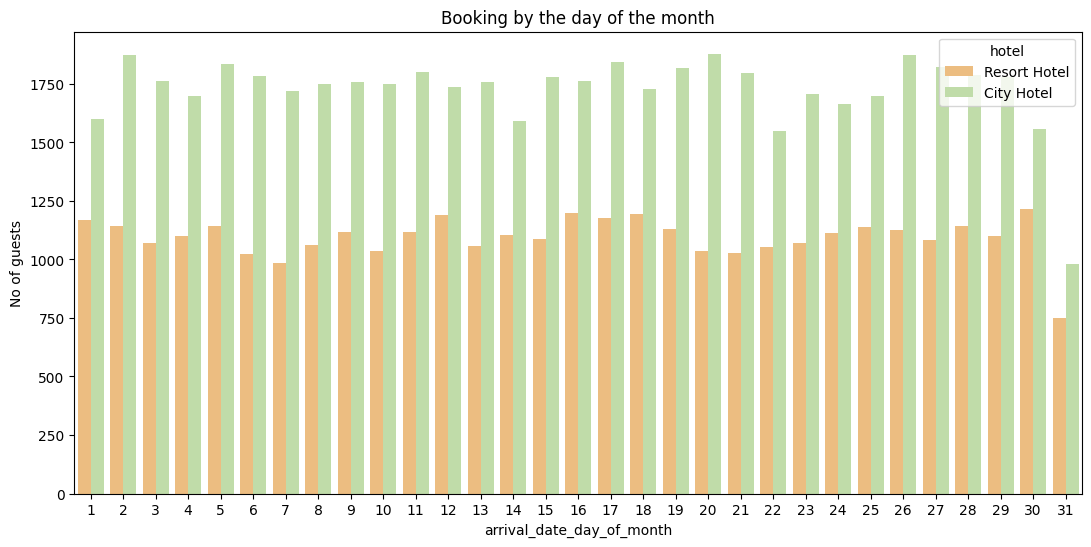 Booking by the day of the month
hotel
Resort Hotel
City Hotel
No of guests
1750
1500
1250
1000
750
500
250
0
1 2 3 4 5 6 7 8 9 10 11 12 13 14 15 16 17 18 19 20 21 22 23 24 25 26 27 28 29 30 31
arrival_date_day_of_month